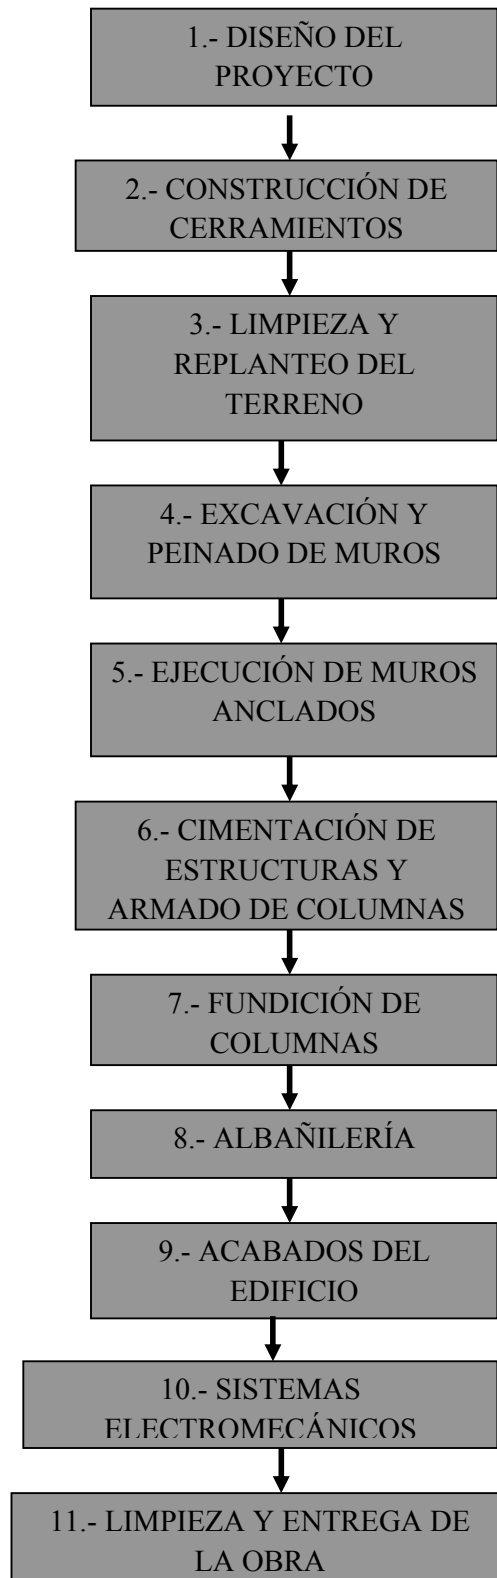 1.- DISEÑO DEL
PROYECTO
2.- CONSTRUCCIÓN DE
CERRAMIENTOS
3.- LIMPIEZA Y
REPLANTEO DEL
TERRENO
4.- EXCAVACIÓN Y
PEINADO DE MUROS
5.- EJECUCIÓN DE MUROS
ANCLADOS
6.- CIMENTACIÓN DE
ESTRUCTURAS Y
ARMADO DE COLUMNAS
7.- FUNDICIÓN DE
COLUMNAS
8.- ALBAÑILERÍA
9.- ACABADOS DEL
EDIFICIO
10.- SISTEMAS
ELECTROMECÁNICOS
11.- LIMPIEZA Y ENTREGA DE
LA OBRA